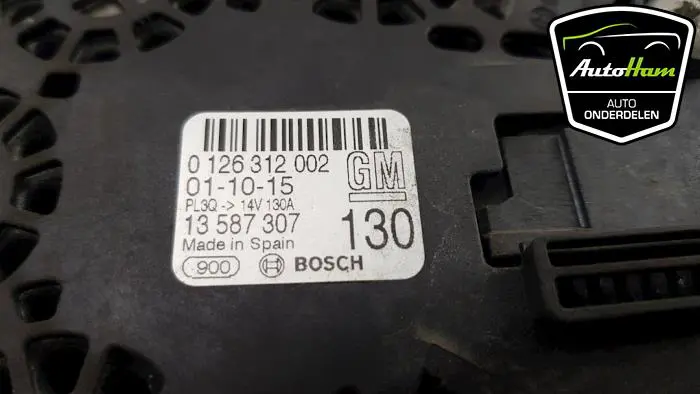 AutoHam
AUTO
ONDERDELEN
0 126 312 002
GM
01-10-15
PL3Q -> 14V 130A
13 587 307
130
Made in Spain
900
BOSCH